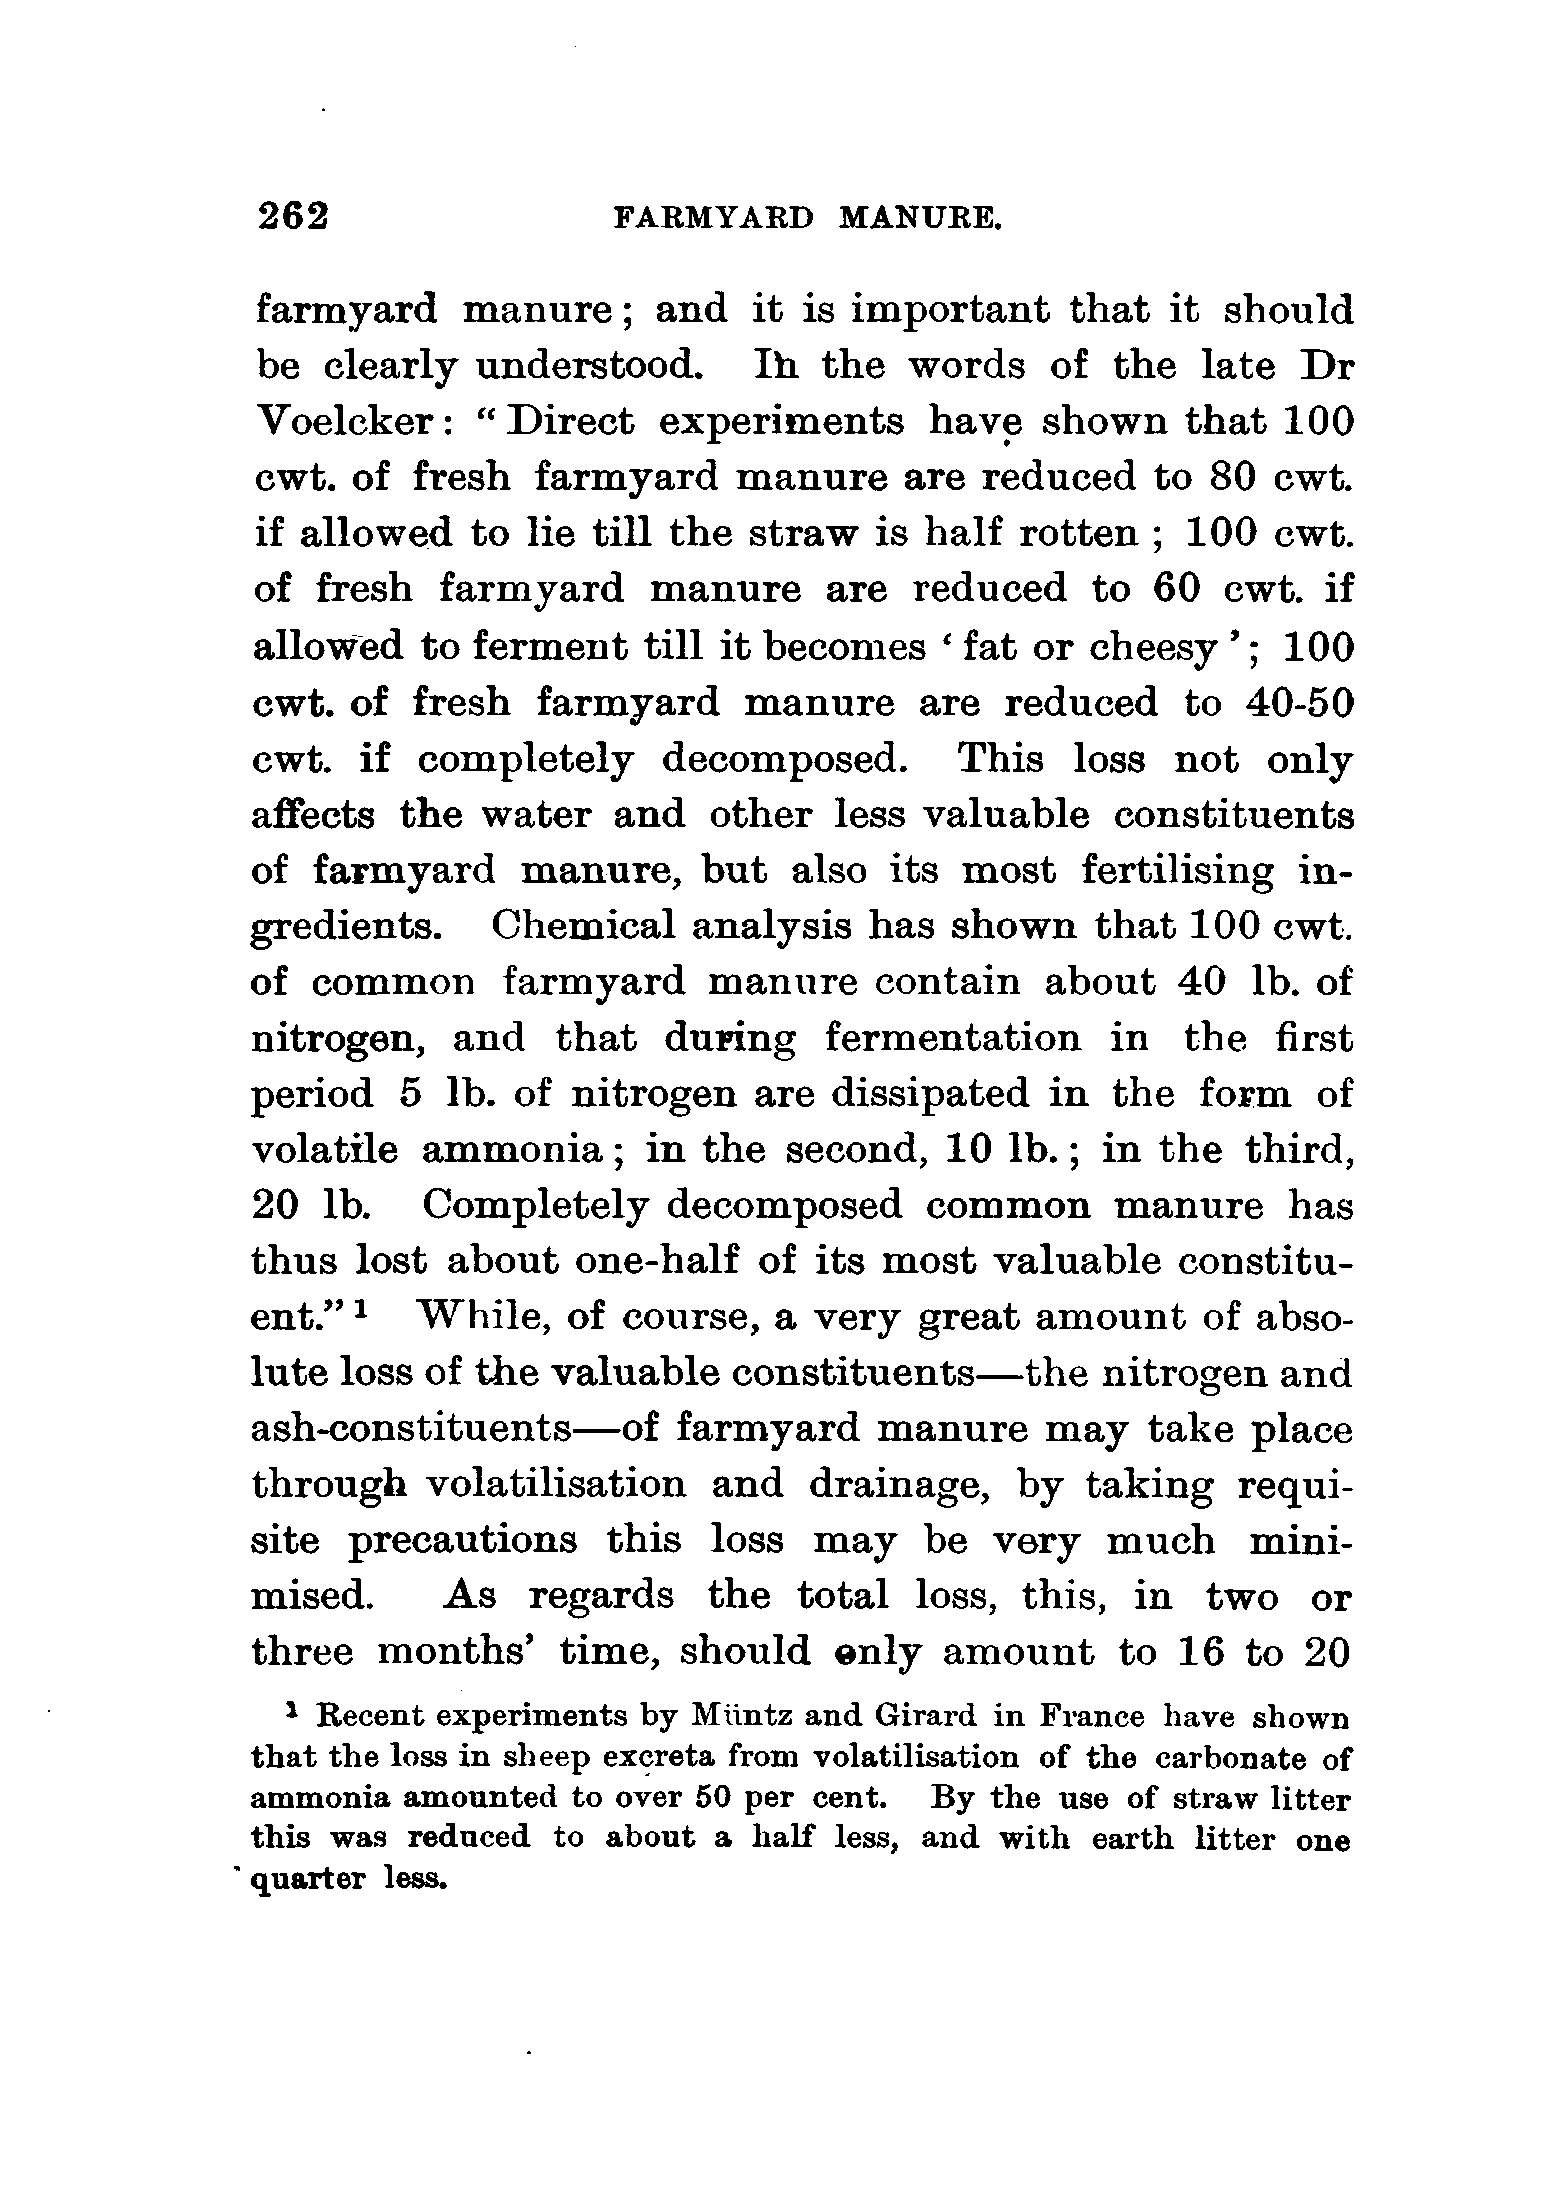 262 FARMYARD MANURE.
farmyard manure; and it is important that it should
be clearly understood. In the words of the late Dr
Voelcker: “Direct experiments have shown that 100
cwt. of fresh farmyard manure are reduced to 80 cwt.
if allowed to lie till the straw is half rotten; 100 cwt.
of fresh farmyard manure are reduced to 60 cwt. if
allowed to ferment till it becomes ‘fat or cheesy’; 100
cwt. of fresh farmyard manure are reduced to 40-50
cwt. if completely decomposed. This loss not only
affects the water and other less valuable constituents
of farmyard manure, but also its most fertilising in-
gredients. Chemical analysis has shown that 100 cwt.
of common farmyard manure contain about 40 lb. of
nitrogen, and that during fermentation in the first
period 5 lb. of nitrogen are dissipated in the form of
volatile ammonia; in the second, 10 lb.; in the third,
20 lb. Completely decomposed common manure has
thus lost about one-half of its most valuable constitu-
ent.”¹ While, of course, a very great amount of abso-
lute loss of the valuable constituents—the nitrogen and
ash-constituents—of farmyard manure may take place
through volatilisation and drainage, by taking requi-
site precautions this loss may be very much mini-
mised. As regards the total loss, this, in two or
three months’ time, should only amount to 16 to 20
¹ Recent experiments by Müntz and Girard in France have shown
that the loss in sheep excreta from volatilisation of the carbonate of
ammonia amounted to over 50 per cent. By the use of straw litter
this was reduced to about a half less, and with earth litter one
quarter less.